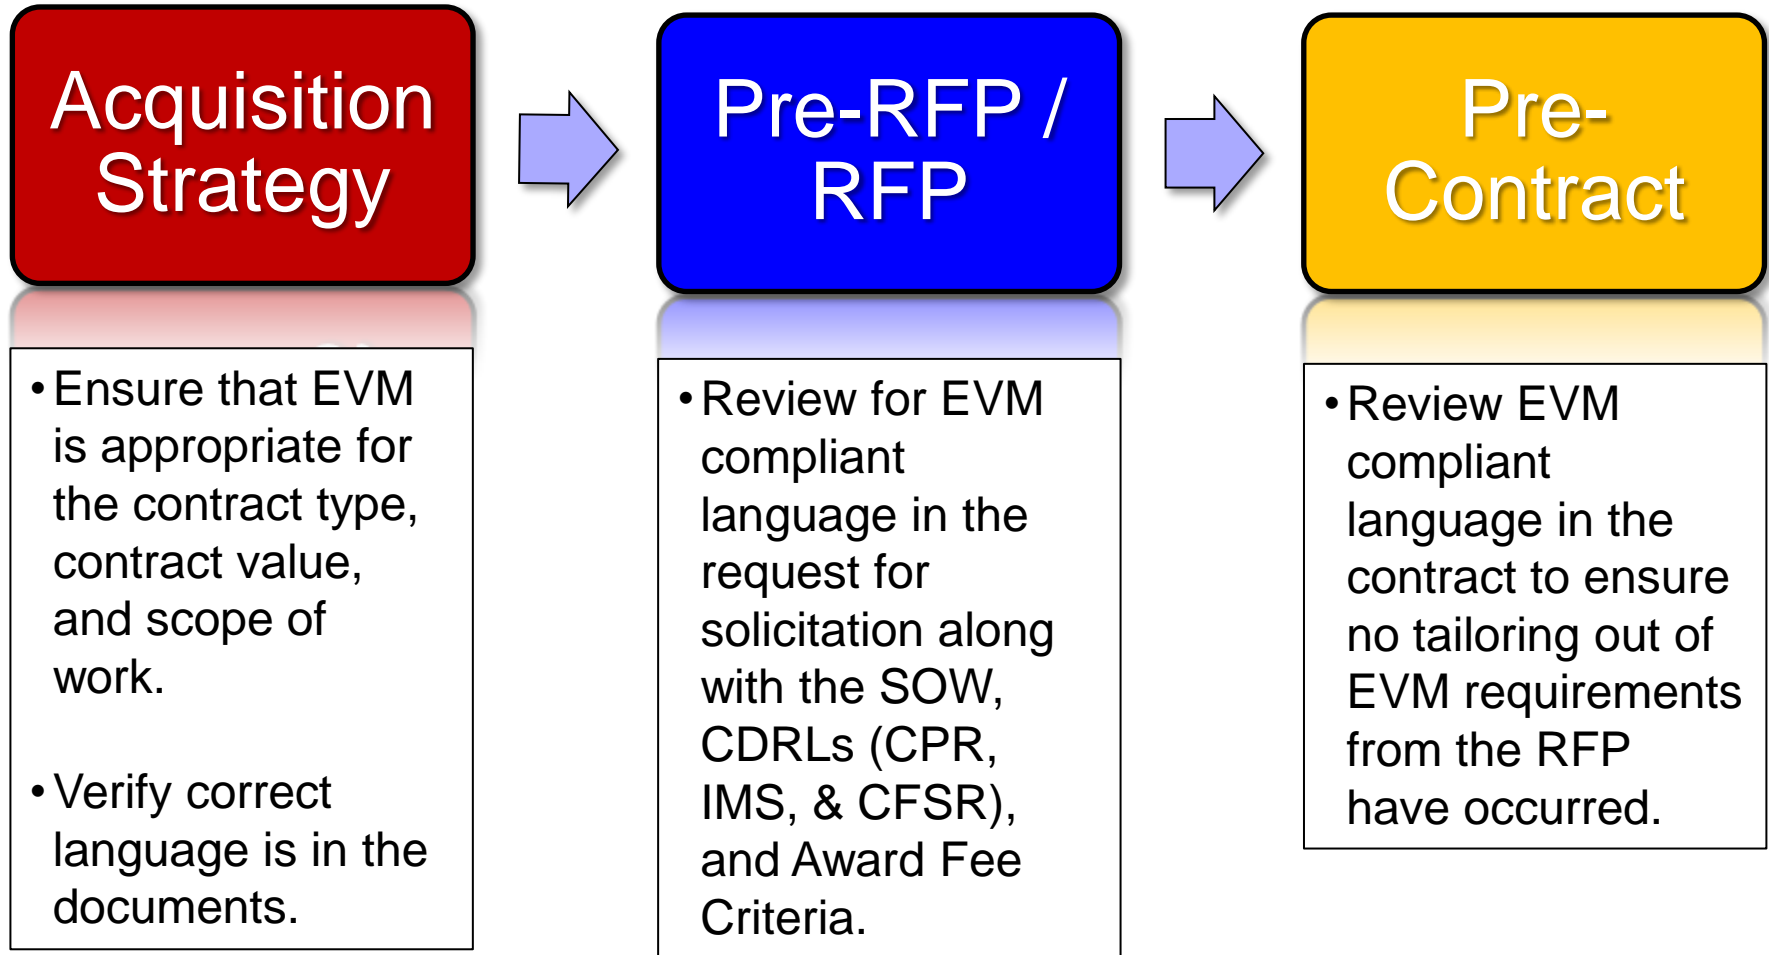 Acquisition
Strategy
• Ensure that EVM
is appropriate for
the contract type,
contract value,
and scope of
work.
• Verify correct
language is in the
documents.
Pre-RFP /
RFP
• Review for EVM
compliant
language in the
request for
solicitation along
with the SOW,
CDRLs (CPR,
IMS, & CFSR),
and Award Fee
Criteria.
Pre-
Contract
• Review EVM
compliant
language in the
contract to ensure
no tailoring out of
EVM requirements
from the RFP
have occurred.